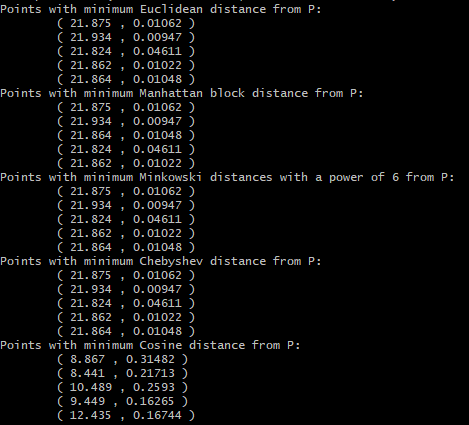 Points with minimum Euclidean distance from P:
( 21.875 , 0.01062 )
( 21.934 , 0.00947 )
( 21.824 , 0.04611 )
( 21.862 , 0.01022 )
( 21.864 , 0.01048 )
Points with minimum Manhattan block distance from P:
( 21.875 , 0.01062 )
( 21.934 , 0.00947 )
( 21.864 , 0.01048 )
( 21.824 , 0.04611 )
( 21.862 , 0.01022 )
Points with minimum Minkowski distances with a power of 6 from P:
( 21.875 , 0.01062 )
( 21.934 , 0.00947 )
( 21.824 , 0.04611 )
( 21.862 , 0.01022 )
( 21.864 , 0.01048 )
Points with minimum Chebyshev distance from P:
( 21.875 , 0.01062 )
( 21.934 , 0.00947 )
( 21.824 , 0.04611 )
( 21.862 , 0.01022 )
( 21.864 , 0.01048 )
Points with minimum Cosine distance from P:
( 8.867 , 0.31482 )
( 8.441 , 0.21713 )
( 10.489 , 0.2593 )
( 9.449 , 0.16265 )
( 12.435 , 0.16744 )